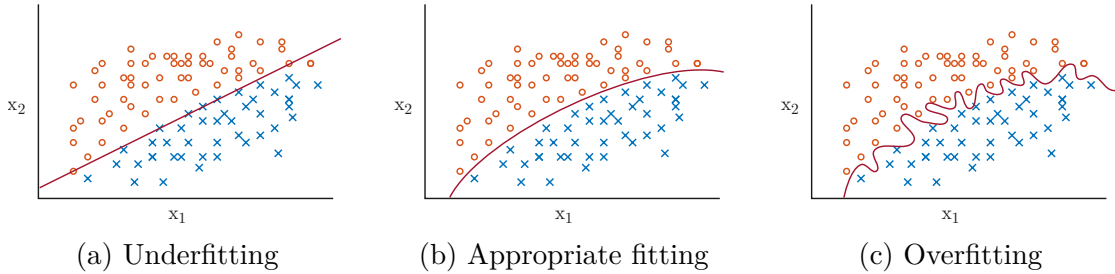 x2
x1
(a) Underfitting
x2
x1
(b) Appropriate fitting
x2
x1
(c) Overfitting